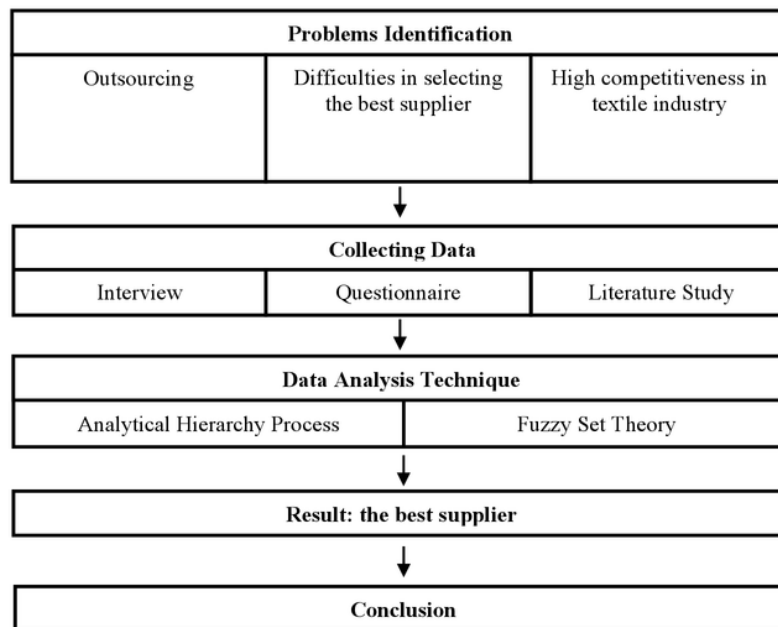 Problems Identification
Outsourcing
Difficulties in selecting
the best supplier
High competitiveness in
textile industry
Collecting Data
Interview
Questionnaire
Literature Study
Data Analysis Technique
Analytical Hierarchy Process
Fuzzy Set Theory
Result: the best supplier
Conclusion